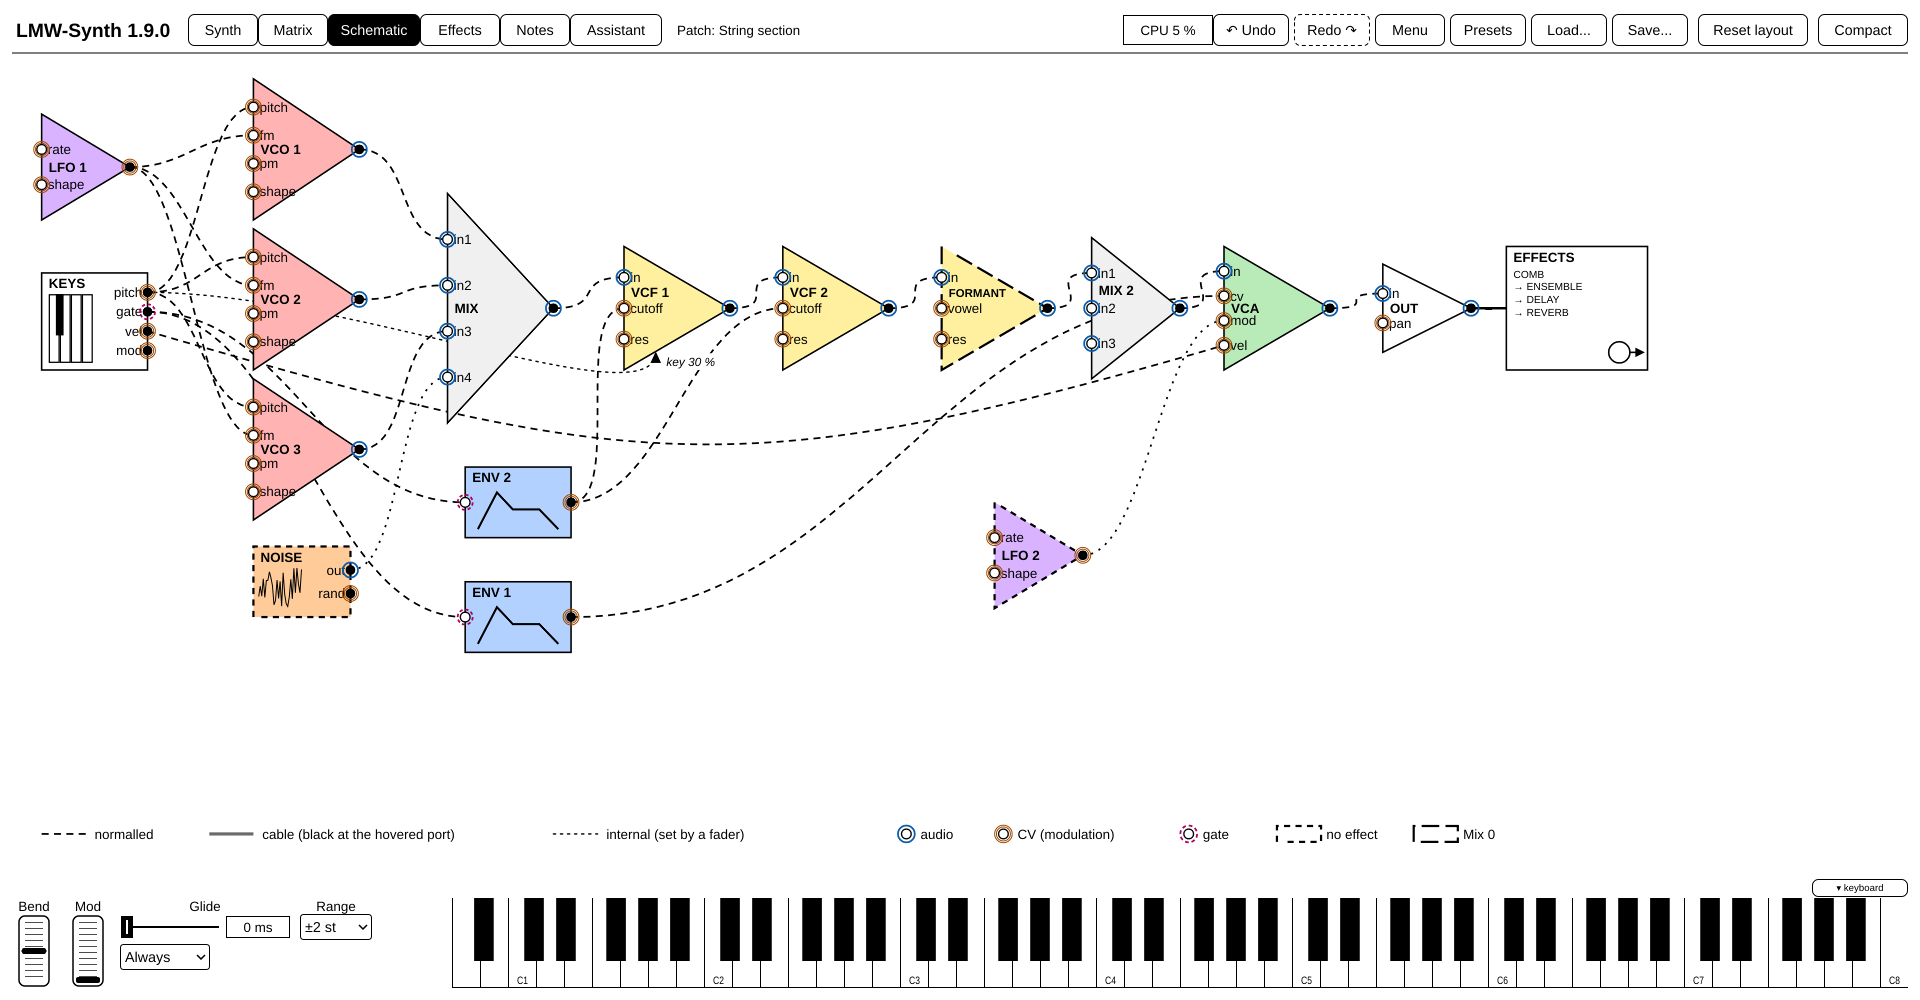 LMW-Synth 1.9.0
Synth
Matrix
Schematic
Effects
Notes
Assistant
Patch: String section
CPU 5 %
↶ Undo
Redo ↷
Menu
Presets
Load...
Save...
Reset layout
Compact
rate
LFO 1
shape
KEYS
pitch
gate
vel
mod
pitch
fm
VCO 1
pm
shape
pitch
fm
VCO 2
pm
shape
pitch
fm
VCO 3
pm
shape
NOISE
out
rand
in1
in2
MIX
in3
in4
ENV 2
ENV 1
in
VCF 1
cutoff
res
key 30 %
in
VCF 2
cutoff
res
in
FORMANT
vowel
res
rate
LFO 2
shape
in1
MIX 2
in2
in3
in
cv
VCA
mod
vel
in
OUT
pan
EFFECTS
COMB
→ ENSEMBLE
→ DELAY
→ REVERB
normalled
cable (black at the hovered port)
internal (set by a fader)
audio
CV (modulation)
gate
no effect
Mix 0
▾ keyboard
Bend
Mod
Glide
0 ms
Range
±2 st
Always
C1
C2
C3
C4
C5
C6
C7
C8